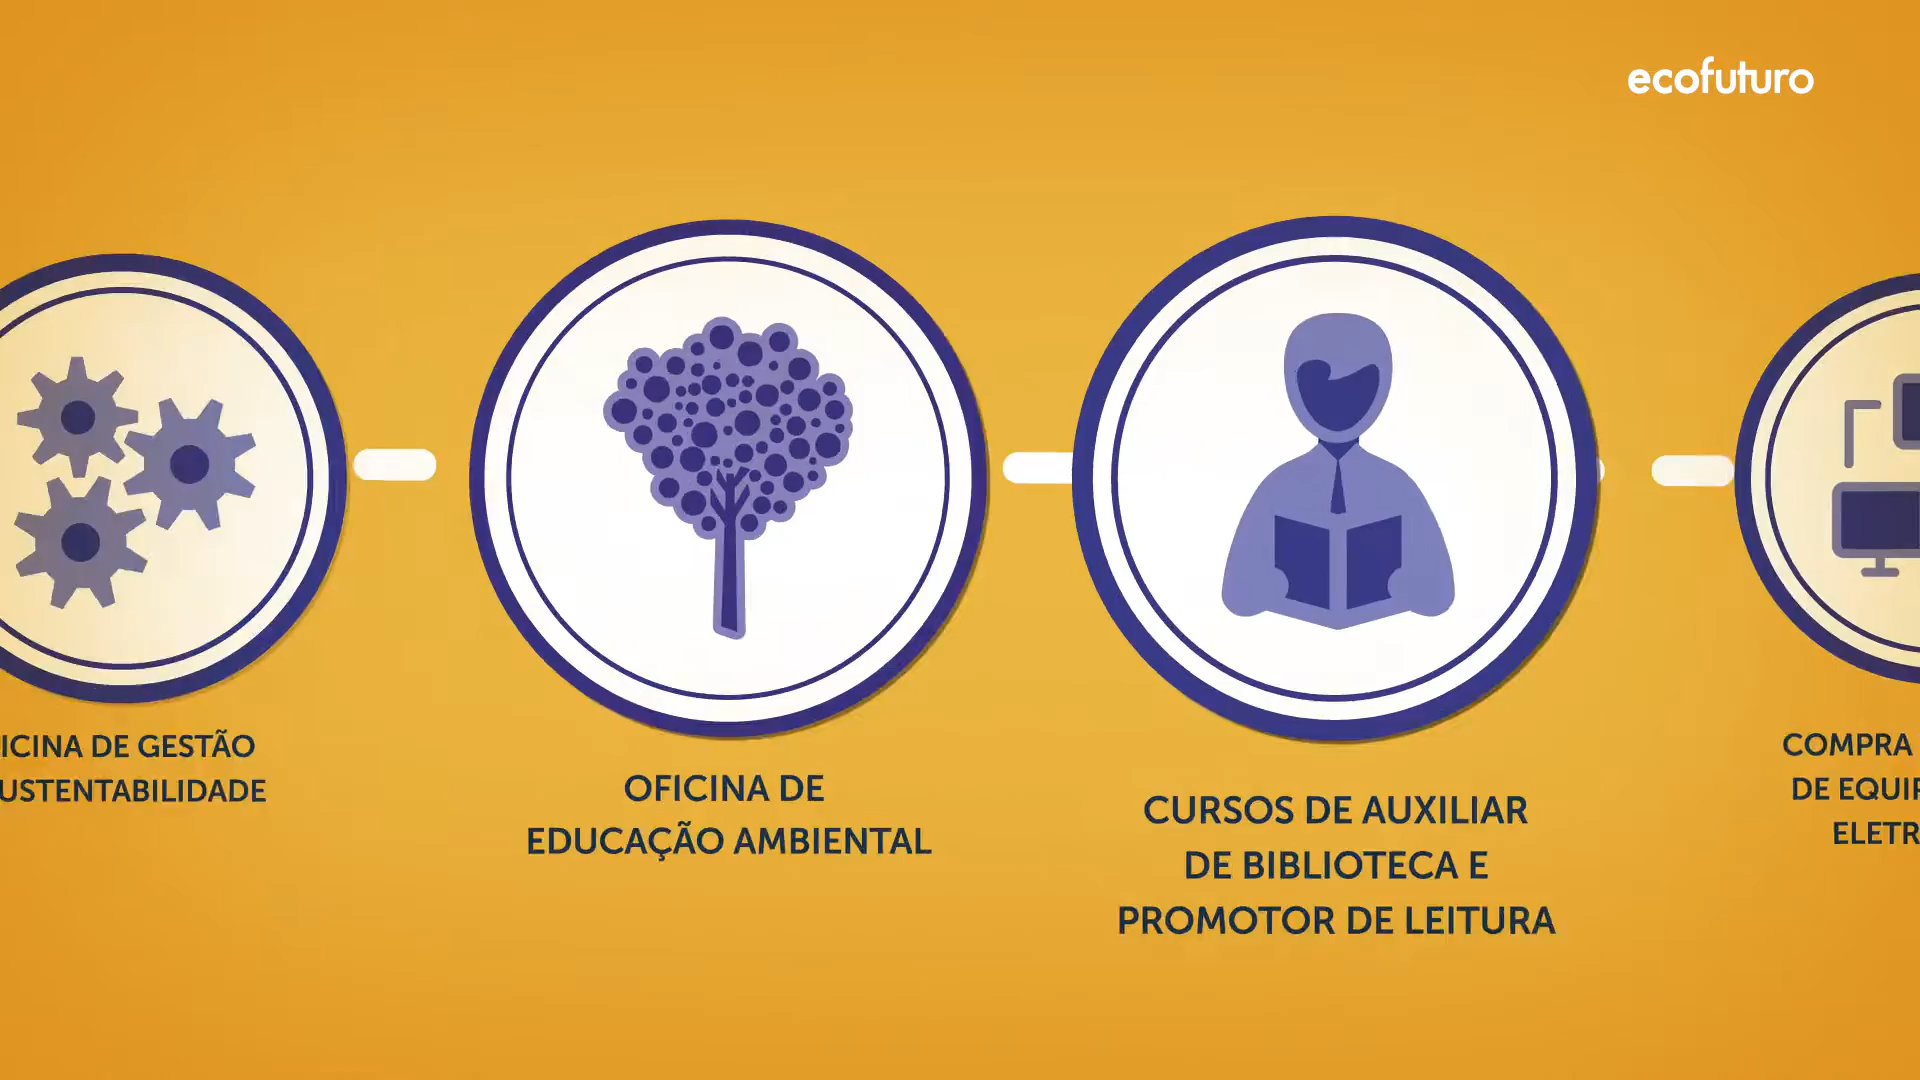 ecofuturo
ICINA DE GESTÃO
USTENTABILIDADE
OFICINA DE
EDUCAÇÃO AMBIENTAL
CURSOS DE AUXILIAR
DE BIBLIOTECA E
PROMOTOR DE LEITURA
COMPRA
DE EQUIP
ELETR